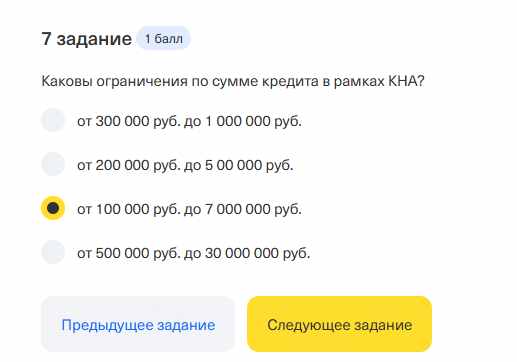 7 задание 1 балл
Каковы ограничения по сумме кредита в рамках КНА?
от 300 000 руб. до 1 000 000 руб.
от 200 000 руб. до 5 00 000 руб.
от 100 000 руб. до 7 000 000 руб.
от 500 000 руб. до 30 000 000 руб.
Предыдущее задание Следующее задание